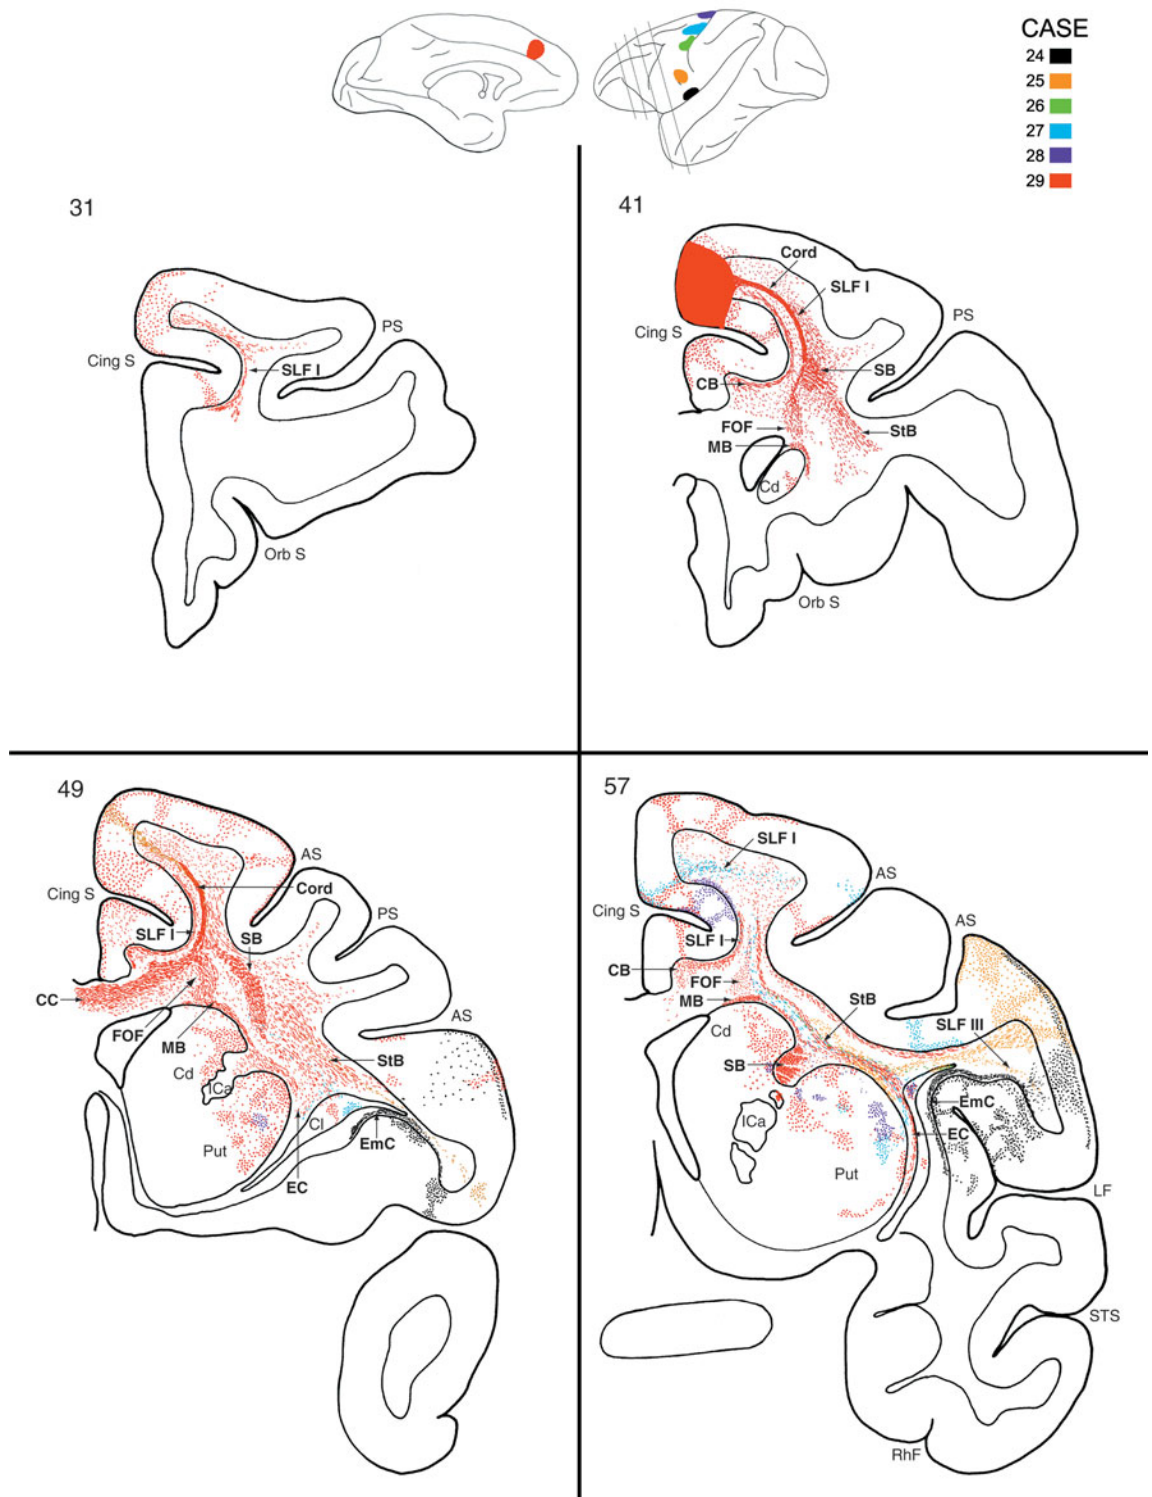 CASE
24
25
26
27
28
29
31
Cing S
PS
SLF I
Orb S
41
Cord
SLF I
PS
Cing S
SB
CB
FOF
StB
MB
Cd
Orb S
49
AS
Cord
Cing S
PS
SLF I
SB
CC
FOF
MB
AS
StB
Cd
ICa
Cl
Put
EmC
EC
57
SLF I
AS
Cing S
AS
SLF I
CB
FOF
MB
StB
Cd
SLF III
SB
EmC
ICa
EC
Put
LF
STS
RhF